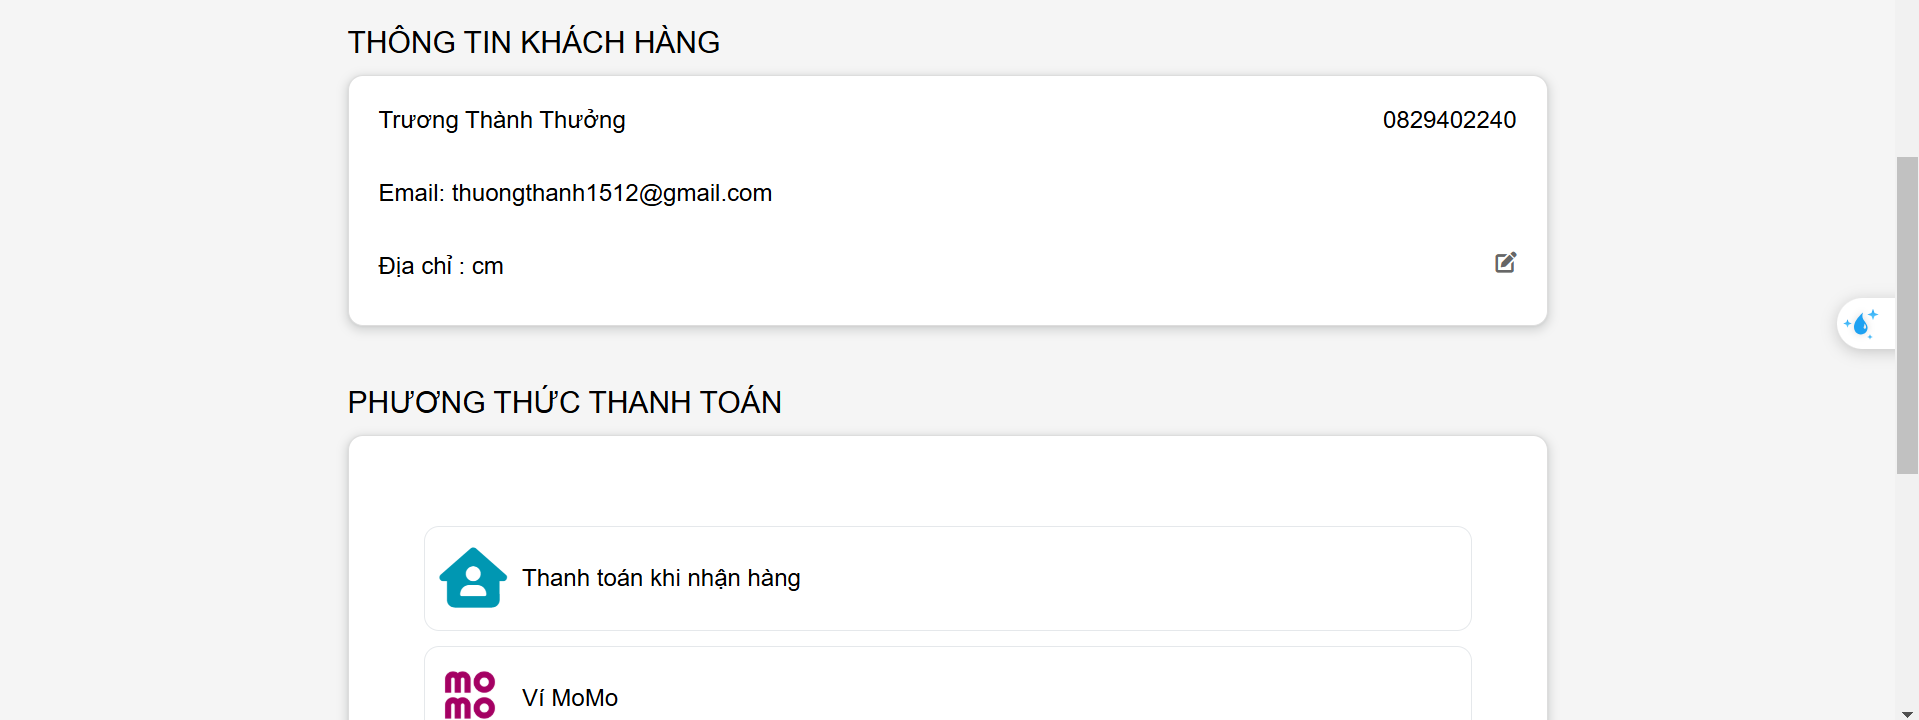 THÔNG TIN KHÁCH HÀNG
Trương Thành Thưởng 0829402240
Email: thuongthanh1512@gmail.com
Địa chỉ : cm
PHƯƠNG THỨC THANH TOÁN
Thanh toán khi nhận hàng
mo
mo
Ví MoMo